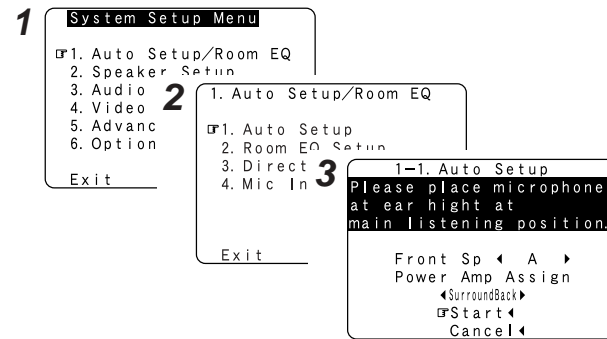 1
System Setup Menu
☞1. Auto Setup/Room EQ
2. Speaker Setup
3. Audio
4. Video
5. Advanc
6. Option
Exit
2
1. Auto Setup/Room EQ
☞1. Auto Setup
2. Room EQ Setup
3. Direct
4. Mic In
Exit
3
1-1. Auto Setup
Please place microphone
at ear hight at
main listening position.
Front Sp ◀ A ▶
Power Amp Assign
◀SurroundBack▶
☞Start◀
Cancel◀